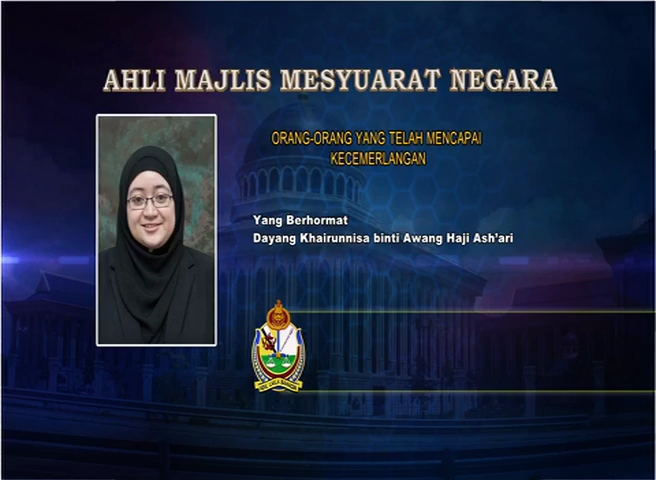 AHLI MAJLIS MESYUARAT NEGARA
ORANG-ORANG YANG TELAH MENCAPAI
KECEMERLANGAN
Yang Berhormat
Dayang Khairunnisa binti Awang Haji Ash'ari